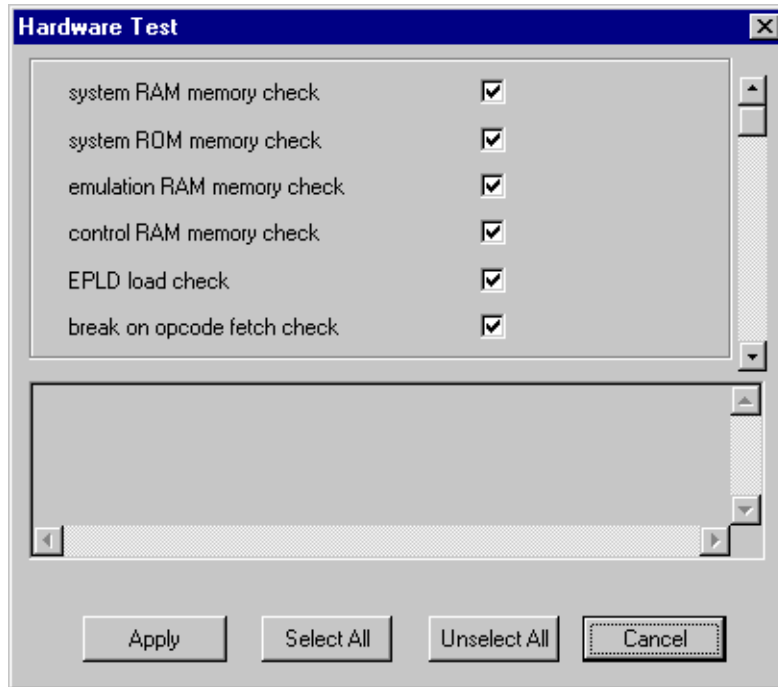 Hardware Test
system RAM memory check
system ROM memory check
emulation RAM memory check
control RAM memory check
EPLD load check
break on opcode fetch check
Apply Select All Unselect All Cancel